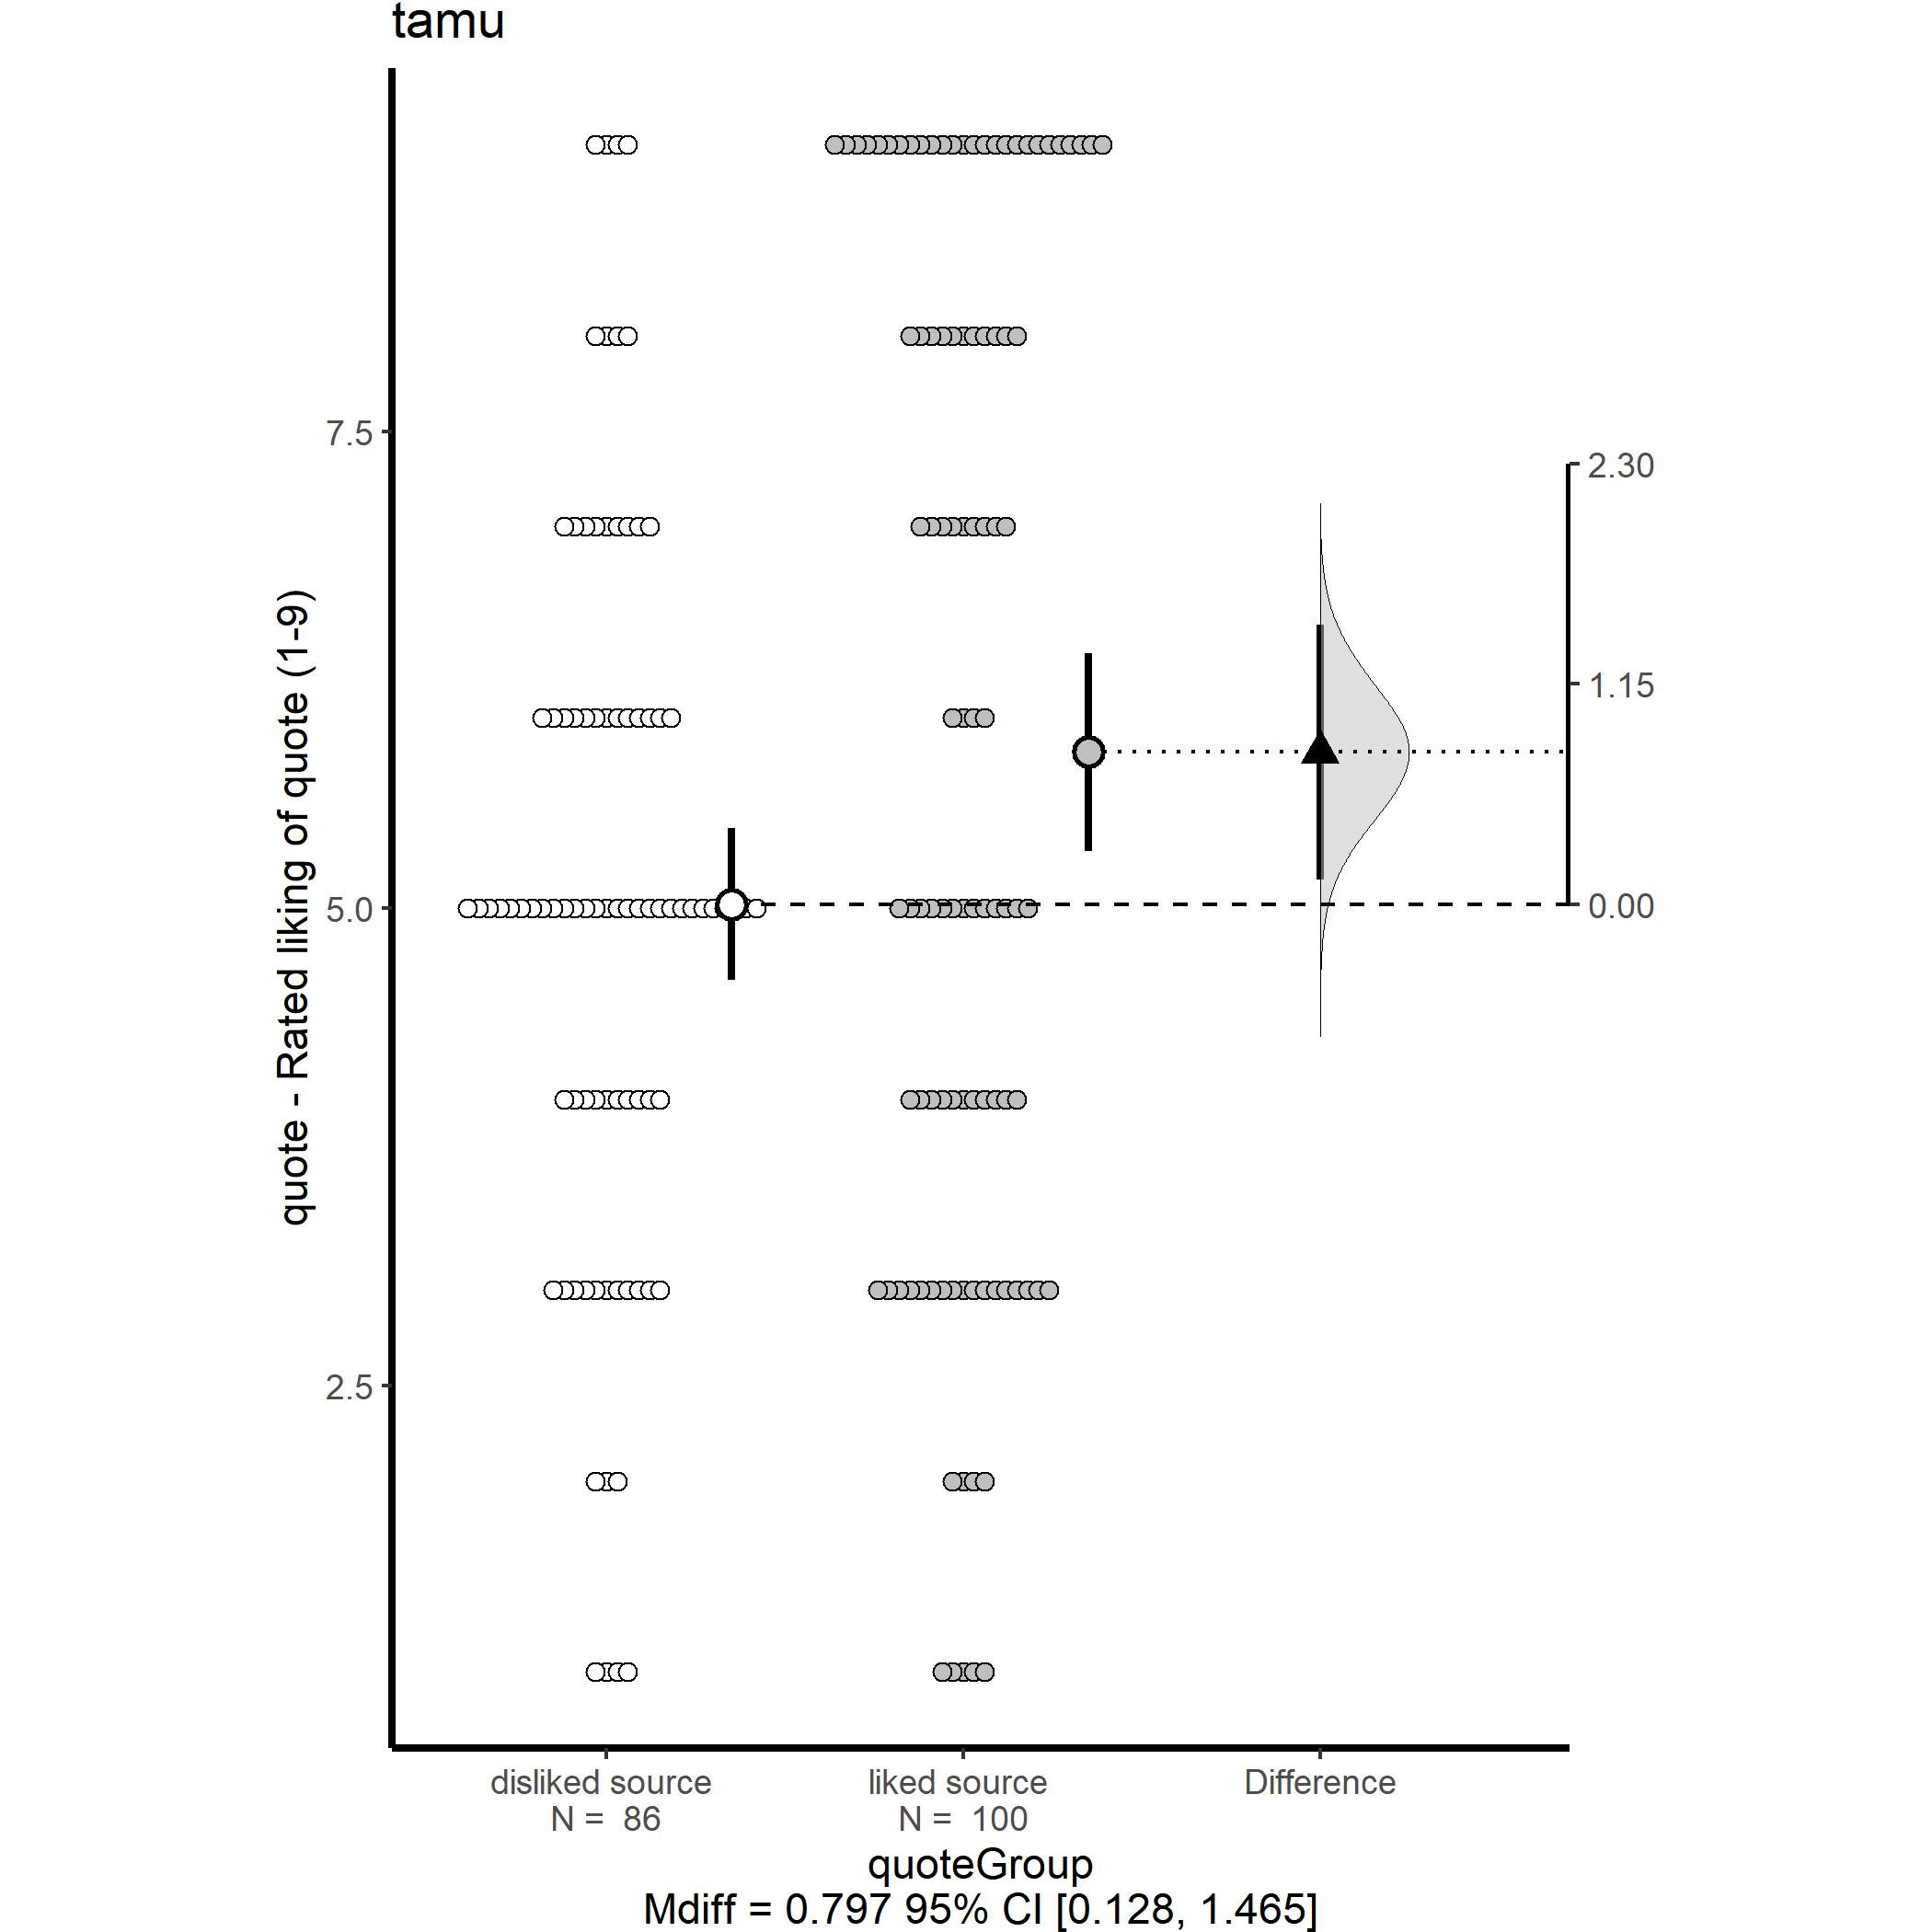 tamu
quote - Rated liking of quote (1-9)
7.5
5.0
2.5
2.30
1.15
0.00
disliked source
N =  86
liked source
N =  100
Difference
quoteGroup
Mdiff = 0.797 95% CI [0.128, 1.465]